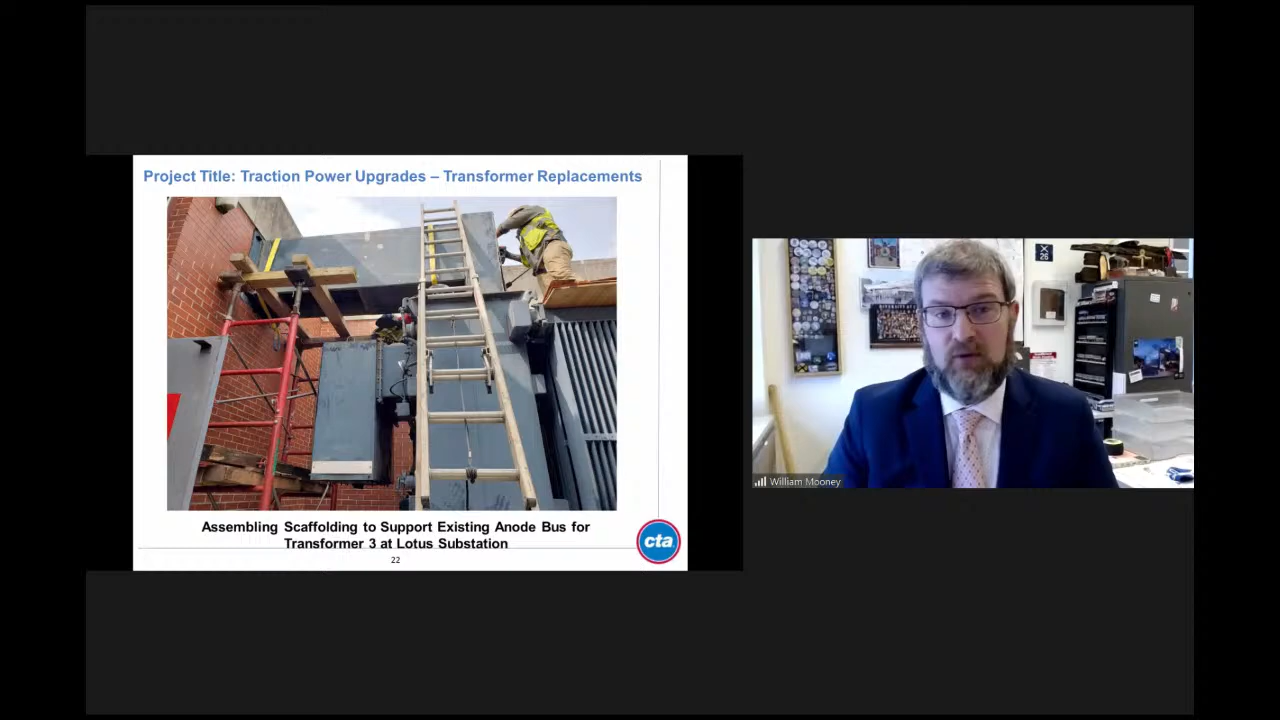 Project Title: Traction Power Upgrades – Transformer Replacements
Assembling Scaffolding to Support Existing Anode Bus for
Transformer 3 at Lotus Substation
22
cta
William Mooney
X
26